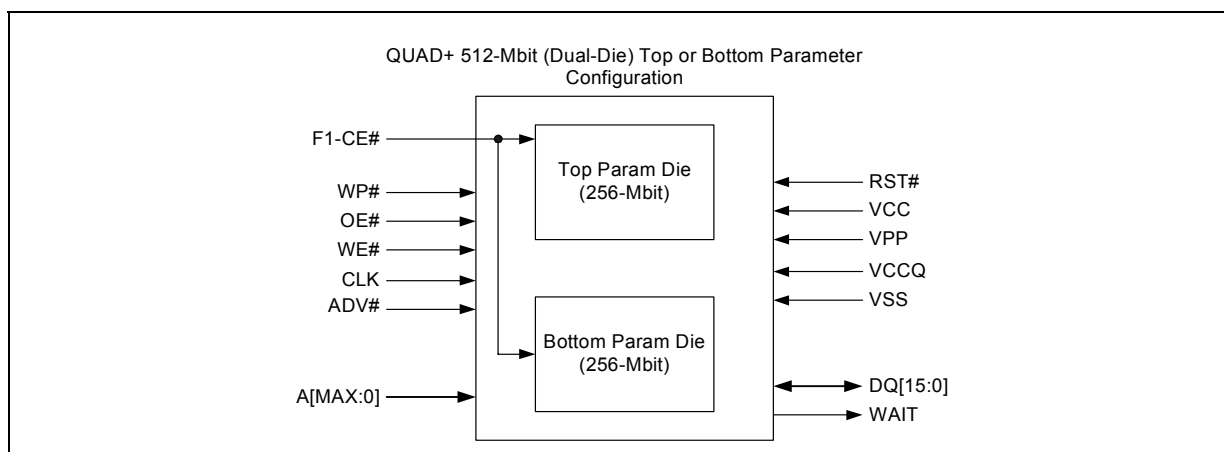 QUAD+ 512-Mbit (Dual-Die) Top or Bottom Parameter
Configuration
F1-CE#
WP#
OE#
WE#
CLK
ADV#
A[MAX:0]
Top Param Die
(256-Mbit)
Bottom Param Die
(256-Mbit)
RST#
VCC
VPP
VCCQ
VSS
DQ[15:0]
WAIT